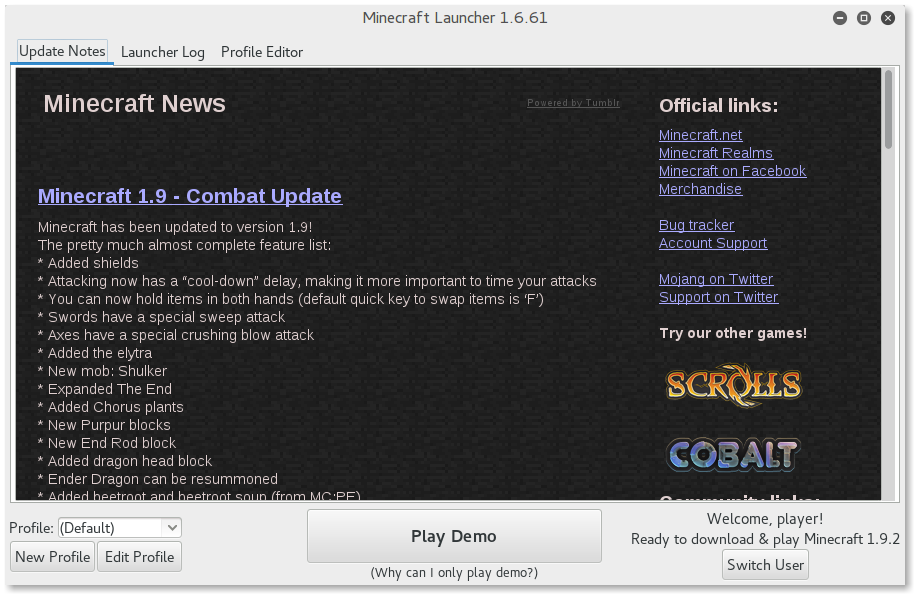 Minecraft Launcher 1.6.61
Update Notes
Launcher Log
Profile Editor
Minecraft News
Powered by Tumblr
Minecraft 1.9 - Combat Update
Minecraft has been updated to version 1.9!
The pretty much almost complete feature list:
* Added shields
* Attacking now has a “cool-down” delay, making it more important to time your attacks
* You can now hold items in both hands (default quick key to swap items is ‘F’)
* Swords have a special sweep attack
* Axes have a special crushing blow attack
* Added the elytra
* New mob: Shulker
* Expanded The End
* Added Chorus plants
* New Purpur blocks
* New End Rod block
* Added dragon head block
* Ender Dragon can be resummoned
* Added beetroot and beetroot soup (from MC:PE)
Official links:
Minecraft.net
Minecraft Realms
Minecraft on Facebook
Merchandise
Bug tracker
Account Support
Mojang on Twitter
Support on Twitter
Try our other games!
SCROLLS
COBALT
Community links:
Profile: (Default)
New Profile
Edit Profile
Play Demo
(Why can I only play demo?)
Welcome, player!
Ready to download & play Minecraft 1.9.2
Switch User